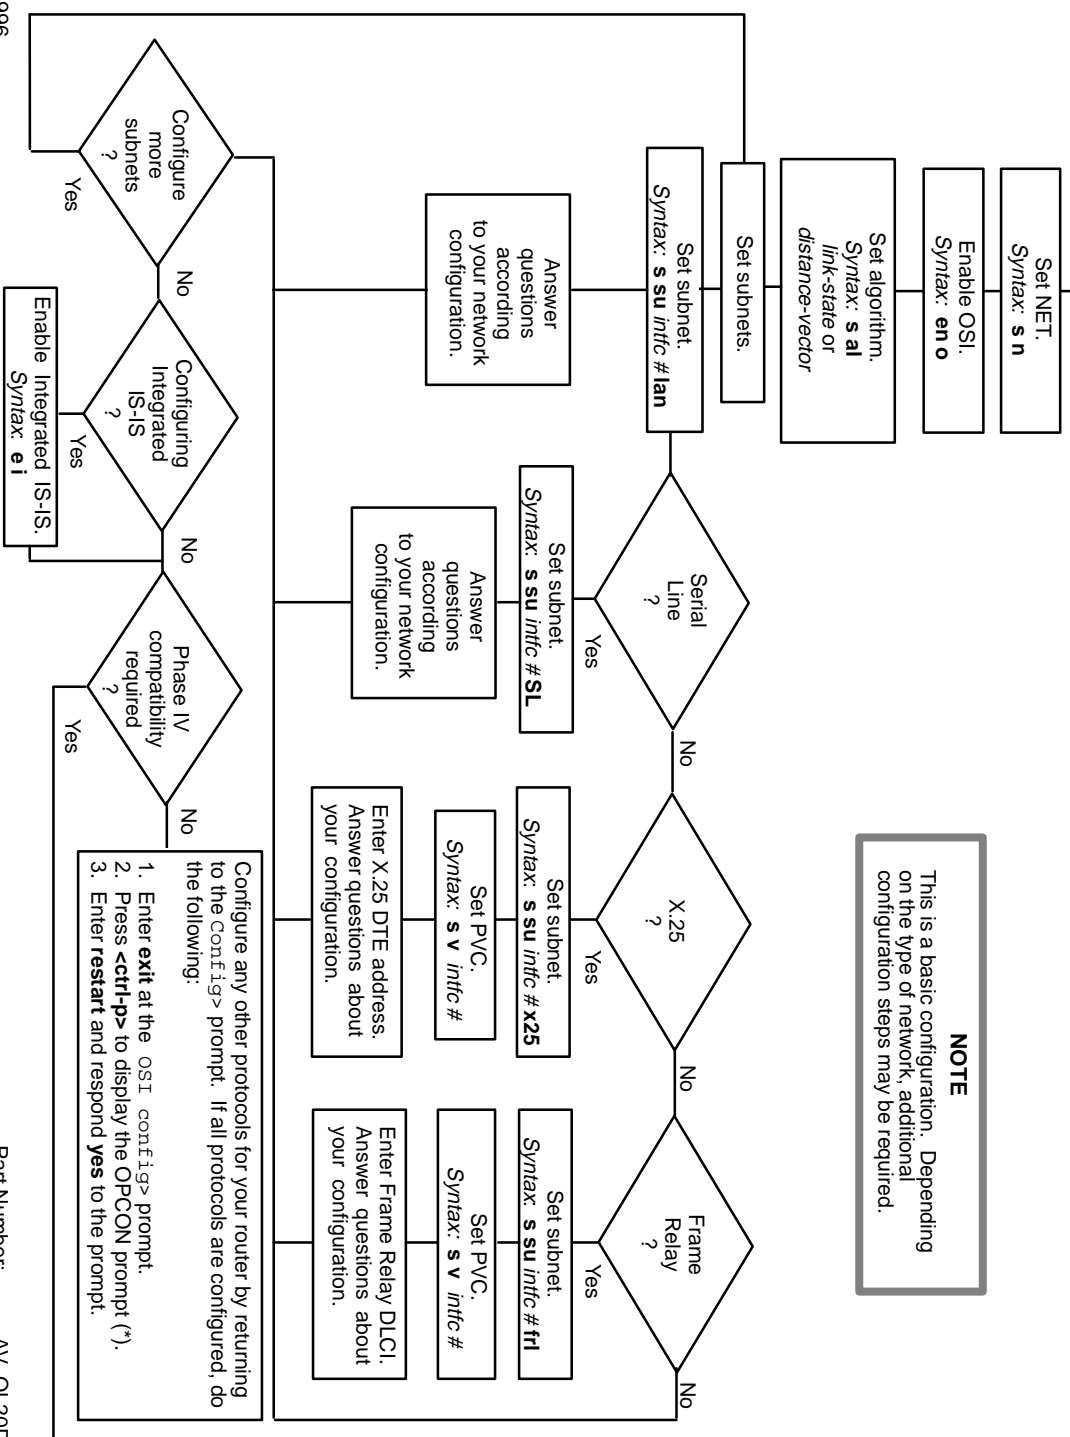 Set NET.
Syntax: s n
Enable OSI.
Syntax: en o
Set algorithm.
Syntax: s al
link-state or
distance-vector
Set subnets.
NOTE
This is a basic configuration. Depending
on the type of network, additional
configuration steps may be required.
Set subnet.
Syntax: s su intfc # lan
Answer
questions
according
to your network
configuration.
Serial
Line
?
Yes
No
Set subnet.
Syntax: s su intfc # SL
Answer
questions
according
to your network
configuration.
X.25
?
Yes
No
Set subnet.
Syntax: s su intfc # x25
Set PVC.
Syntax: s v intfc #
Enter X.25 DTE address.
Answer questions about
your configuration.
Frame
Relay
?
Yes
No
Set subnet.
Syntax: s su intfc # frl
Set PVC.
Syntax: s v intfc #
Enter Frame Relay DLCI.
Answer questions about
your configuration.
Configure
more
subnets
?
Yes
No
Configuring
Integrated
IS-IS
?
Yes
No
Enable Integrated IS-IS.
Syntax: e i
Phase IV
compatibility
required
?
Yes
No
Configure any other protocols for your router by returning
to the Config> prompt. If all protocols are configured, do
the following:
1. Enter exit at the OSI config> prompt.
2. Press <ctrl-p> to display the OPCON prompt (*).
3. Enter restart and respond yes to the prompt.
996
Part Number: